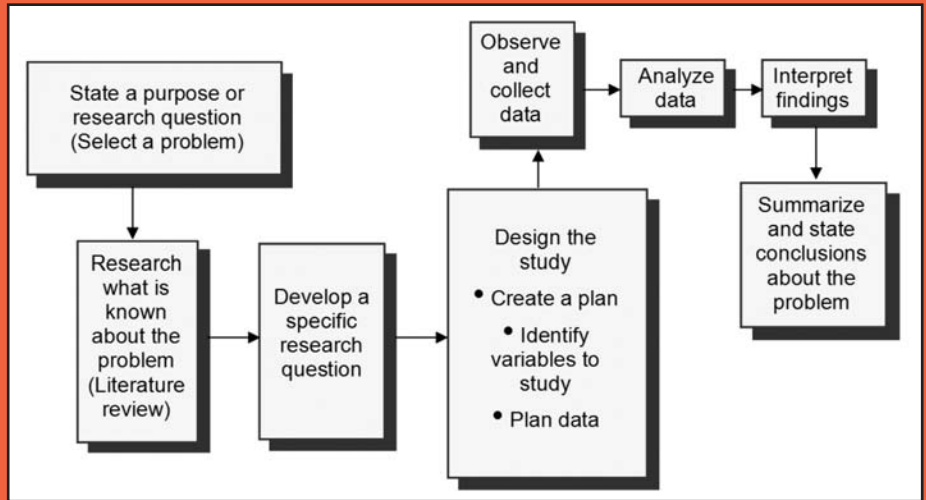 State a purpose or
research question
(Select a problem)
Research
what is
known
about the
problem
(Literature
review)
Develop a
specific
research
question
Design the
study
• Create a plan
• Identify
variables to
study
• Plan data
Observe
and
collect
data
Analyze
data
Interpret
findings
Summarize
and state
conclusions
about the
problem